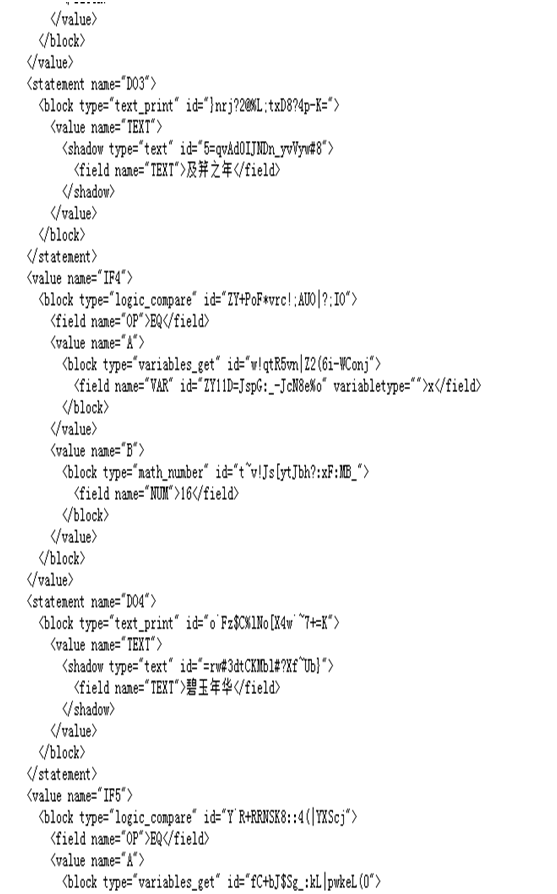 </value>
</block>
</value>
<statement name="DO3">
<block type="text_print" id="}nrj?2@%L;txD8?4p-K=">
<value name="TEXT">
<shadow type="text" id="5=qvAd0IJNDn_yvVyw#8">
<field name="TEXT">及笄之年</field>
</shadow>
</value>
</block>
</statement>
<value name="IF4">
<block type="logic_compare" id="ZY+PoF*vrc!;AU0|?;IO">
<field name="OP">EQ</field>
<value name="A">
<block type="variables_get" id="w!qtR5vn|Z2(6i-WConj">
<field name="VAR" id="ZY11D=JspG:_-JcN8e%o" variabletype="">x</field>
</block>
</value>
<value name="B">
<block type="math_number" id="t~v!Js[ytJbh?:xF:MB_">
<field name="NUM">16</field>
</block>
</value>
</block>
</value>
<statement name="DO4">
<block type="text_print" id="o`Fz$C%lNo[X4w`~7+=K">
<value name="TEXT">
<shadow type="text" id="=rw#3dtCKMbl#?Xf^Ub}">
<field name="TEXT">碧玉年华</field>
</shadow>
</value>
</block>
</statement>
<value name="IF5">
<block type="logic_compare" id="Y`R+RRNSK8::4(|YXScj">
<field name="OP">EQ</field>
<value name="A">
<block type="variables_get" id="fC+bJ$Sg_:kL|pwkeL(0">